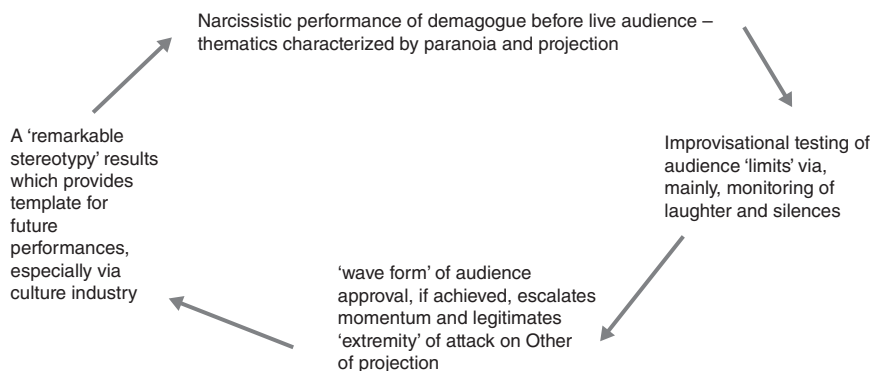 Narcissistic performance of demagogue before live audience –
thematics characterized by paranoia and projection
Improvisational testing of
audience ‘limits’ via,
mainly, monitoring of
laughter and silences
‘wave form’ of audience
approval, if achieved, escalates
momentum and legitimates
‘extremity’ of attack on Other
of projection
A ‘remarkable
stereotypy’ results
which provides
template for
future
performances,
especially via
culture industry